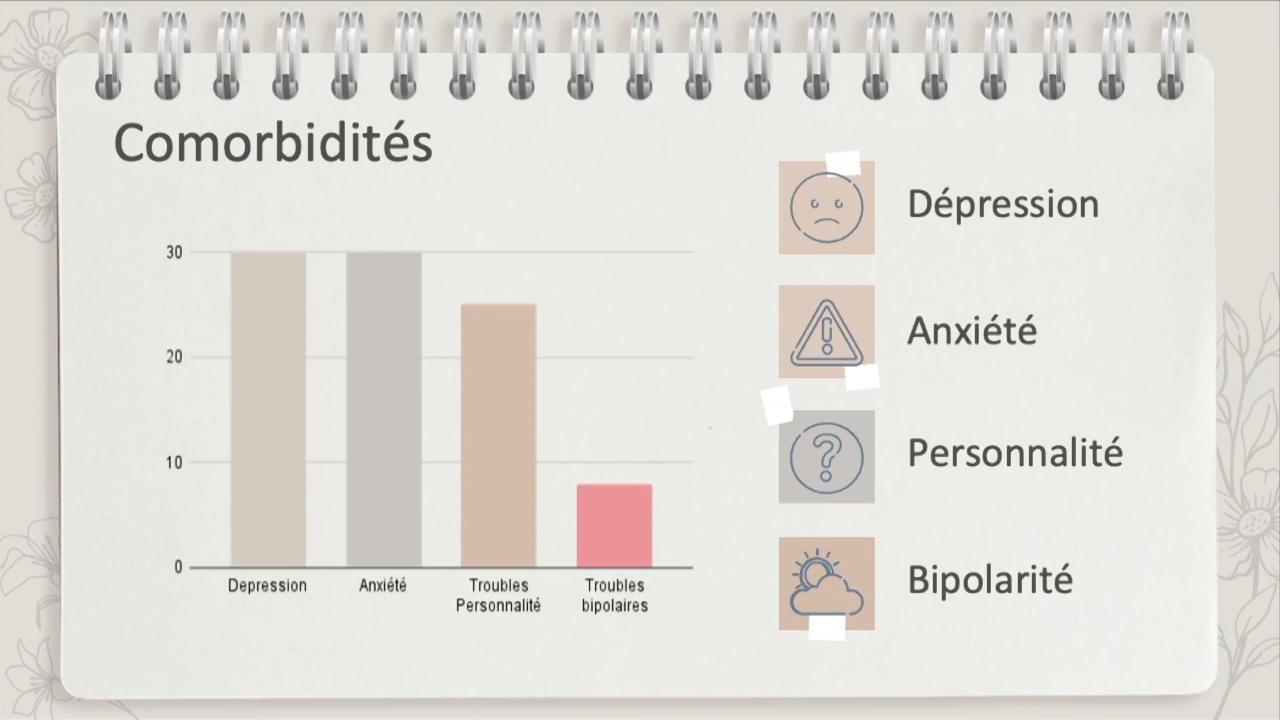 Comorbidités
30
20
10
0
Depression
Anxiété
Troubles
Personnalité
Troubles
bipolaires
Dépression
Anxiété
Personnalité
Bipolarité